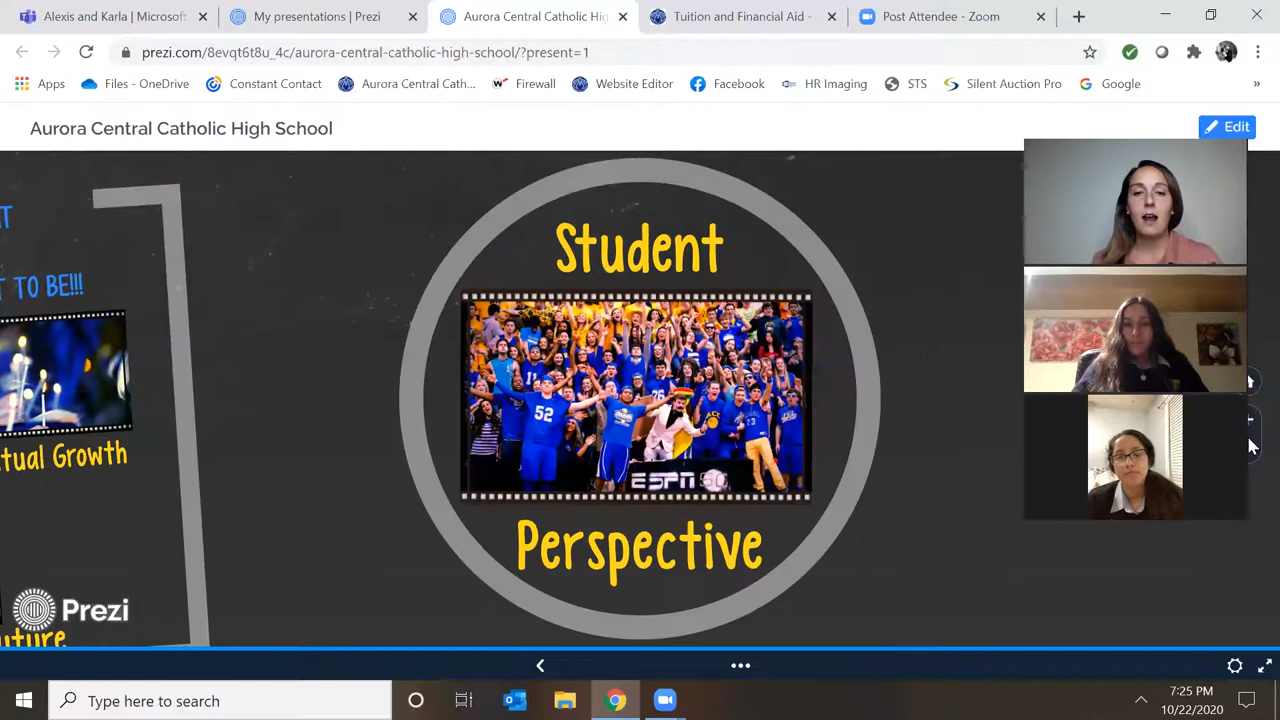 Alexis and Karla | Microsoft
My presentations | Prezi
Aurora Central Catholic Hig
Tuition and Financial Aid -
Post Attendee - Zoom
prezi.com/8evqt6t8u_4c/aurora-central-catholic-high-school/?present=1
Apps
Files - OneDrive
Constant Contact
Aurora Central Cath...
Firewall
Website Editor
Facebook
HR Imaging
STS
Silent Auction Pro
Google
»
Aurora Central Catholic High School
Edit
T
T TO BE!!!
tual Growth
uture
Student
52
ESPN
Perspective
Prezi
Type here to search
7:25 PM
10/22/2020